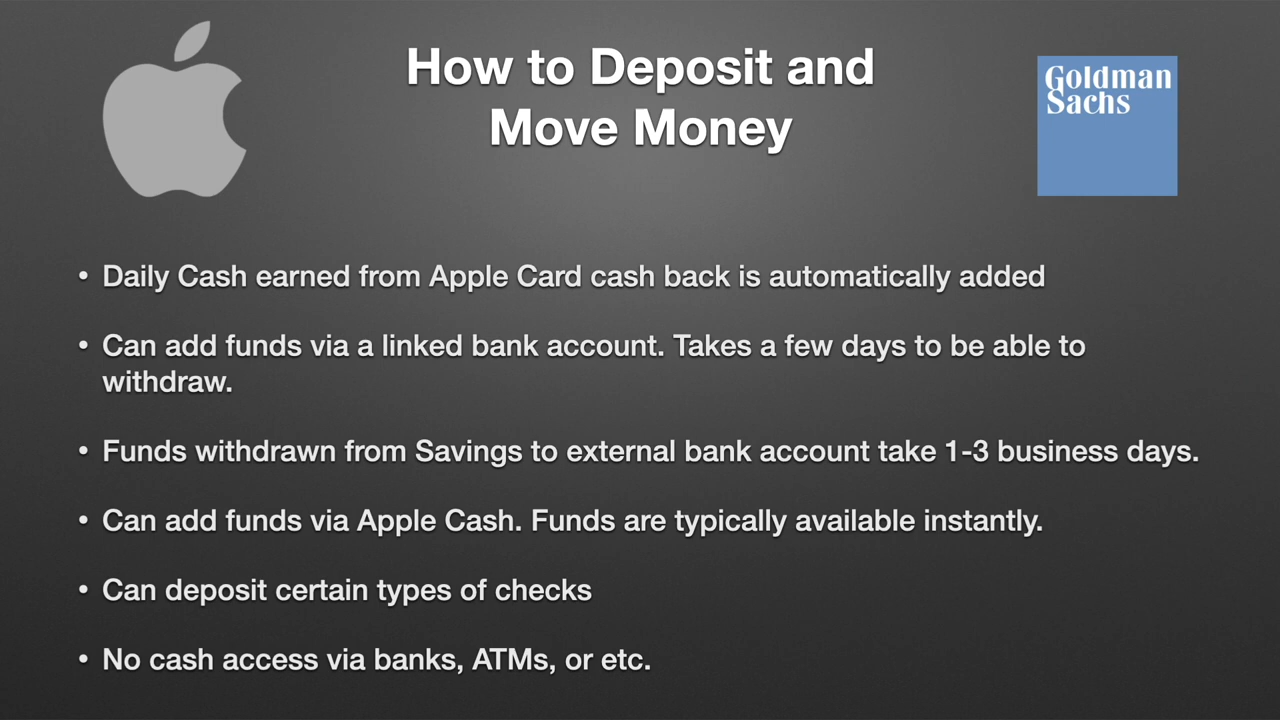 How to Deposit and
Move Money
Goldman
Sachs
• Daily Cash earned from Apple Card cash back is automatically added
• Can add funds via a linked bank account. Takes a few days to be able to
withdraw.
• Funds withdrawn from Savings to external bank account take 1-3 business days.
• Can add funds via Apple Cash. Funds are typically available instantly.
• Can deposit certain types of checks
• No cash access via banks, ATMs, or etc.